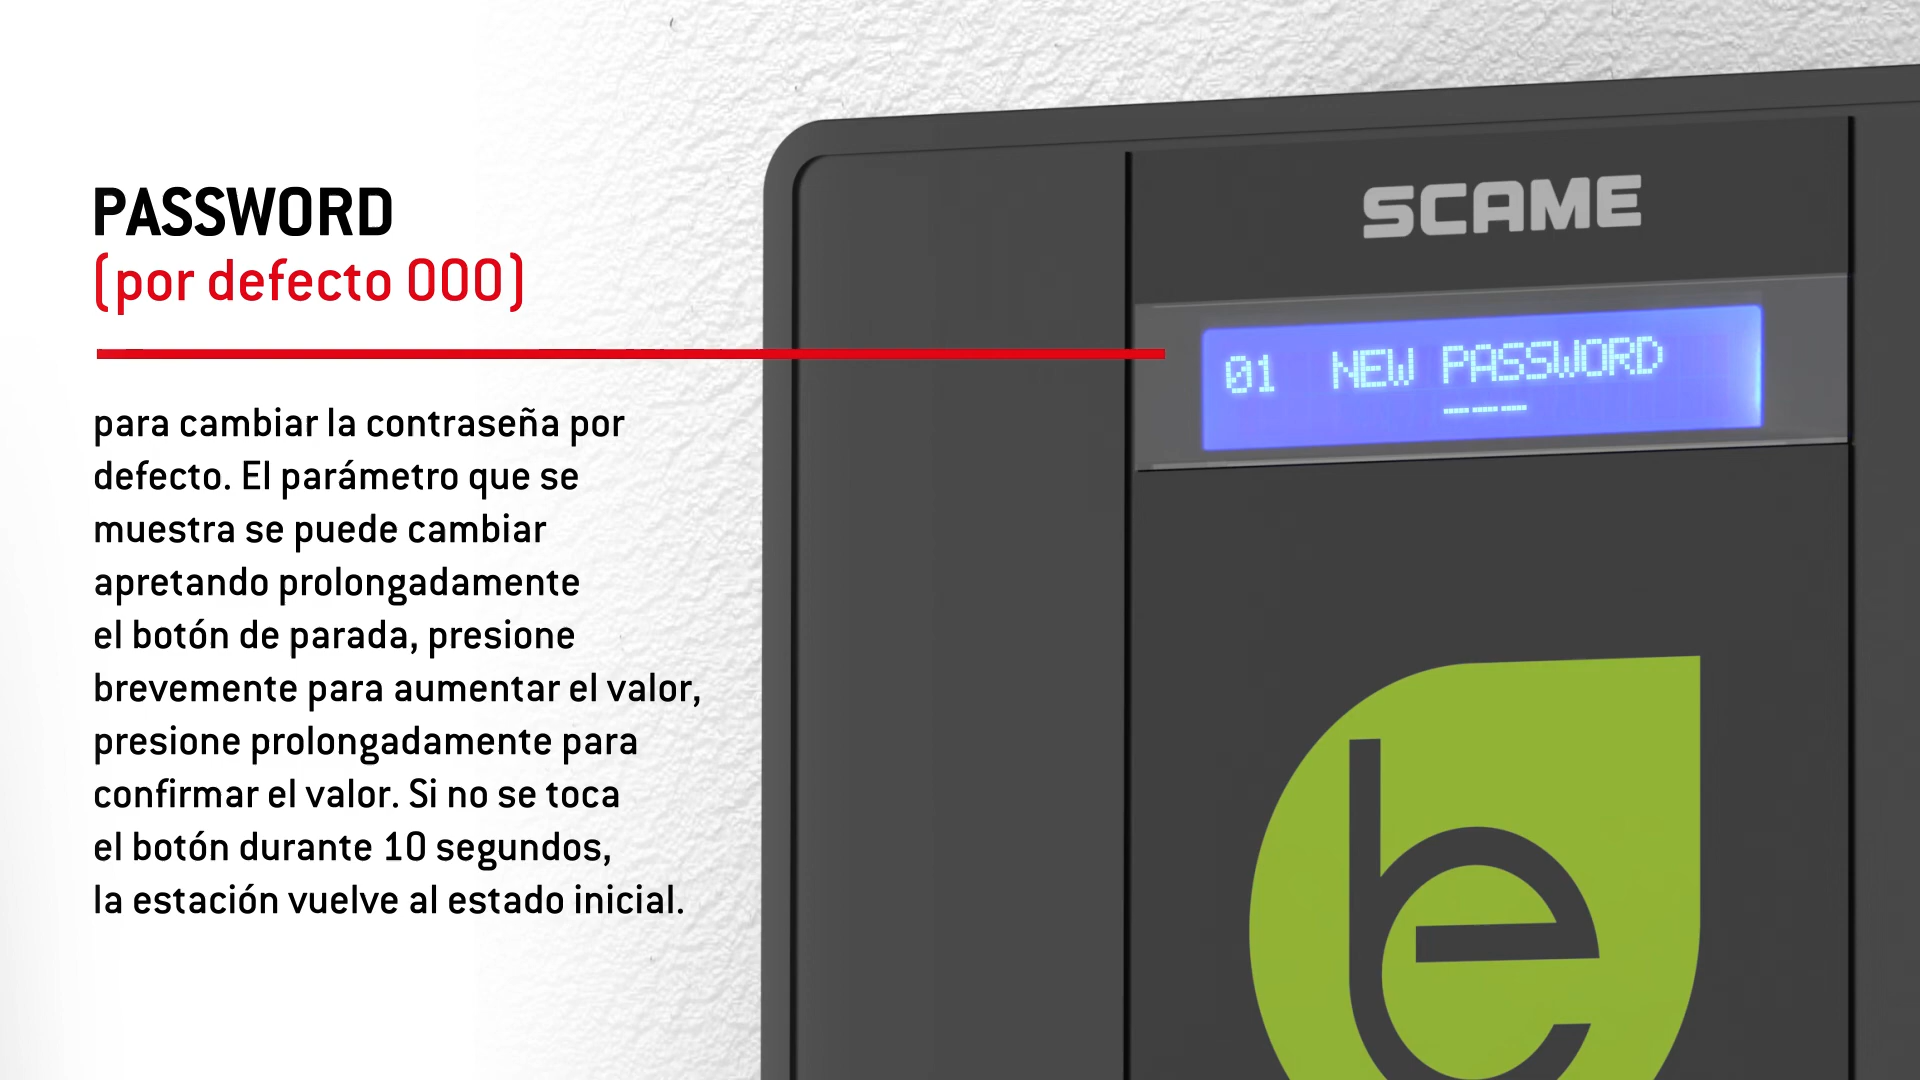 PASSWORD
(por defecto 000)
para cambiar la contraseña por
defecto. El parámetro que se
muestra se puede cambiar
apretando prolongadamente
el botón de parada, presione
brevemente para aumentar el valor,
presione prolongadamente para
confirmar el valor. Si no se toca
el botón durante 10 segundos,
la estación vuelve al estado inicial.
SCAME
01 NEW PASSWORD
---
be